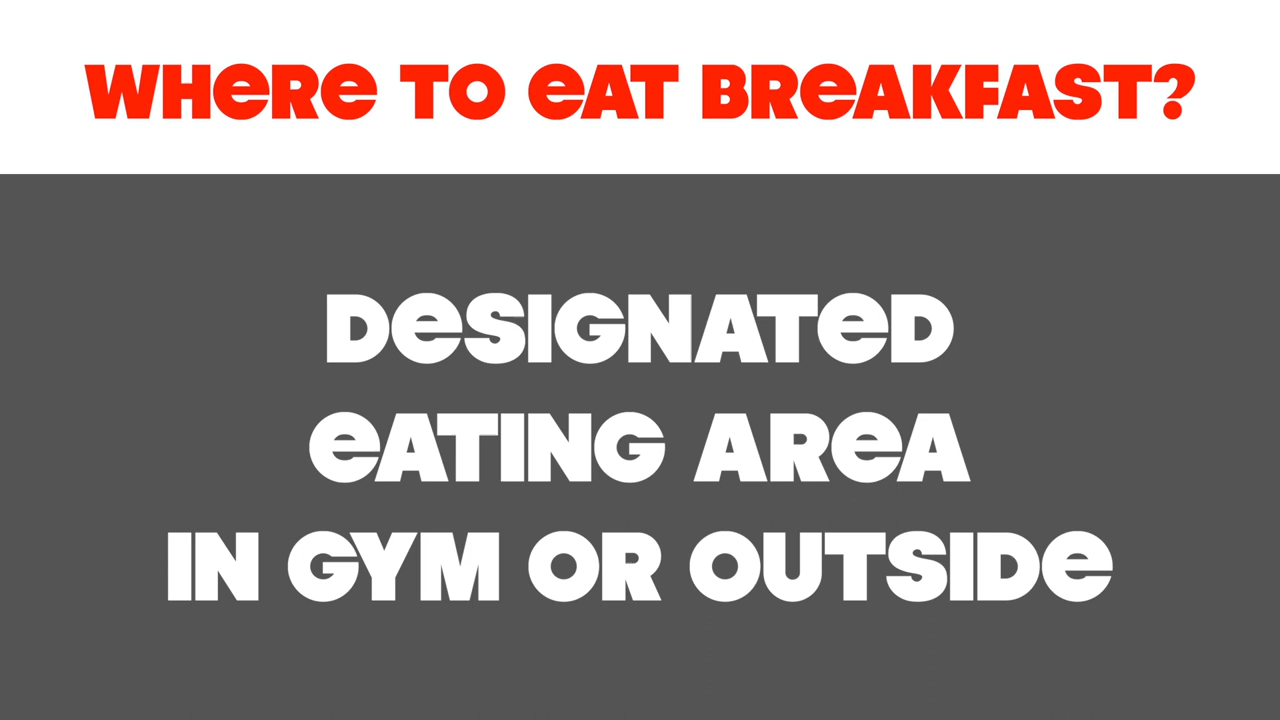 WHERE TO EAT BREAKFAST?
DESIGNATED
EATING AREA
IN GYM OR OUTSIDE